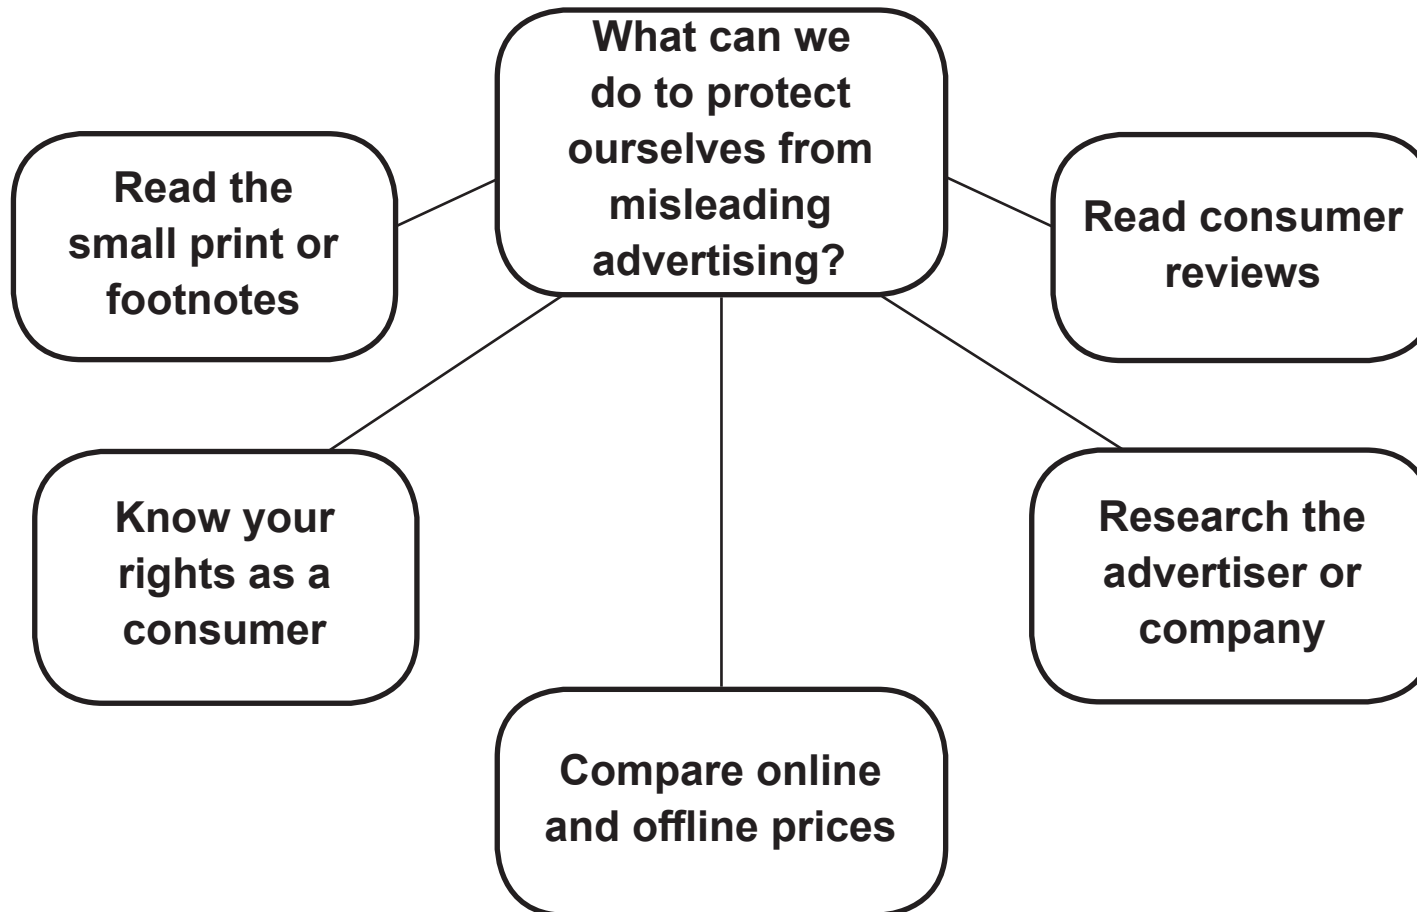 What can we
do to protect
ourselves from
misleading
advertising?
Read the
small print or
footnotes
Read consumer
reviews
Know your
rights as a
consumer
Research the
advertiser or
company
Compare online
and offline prices